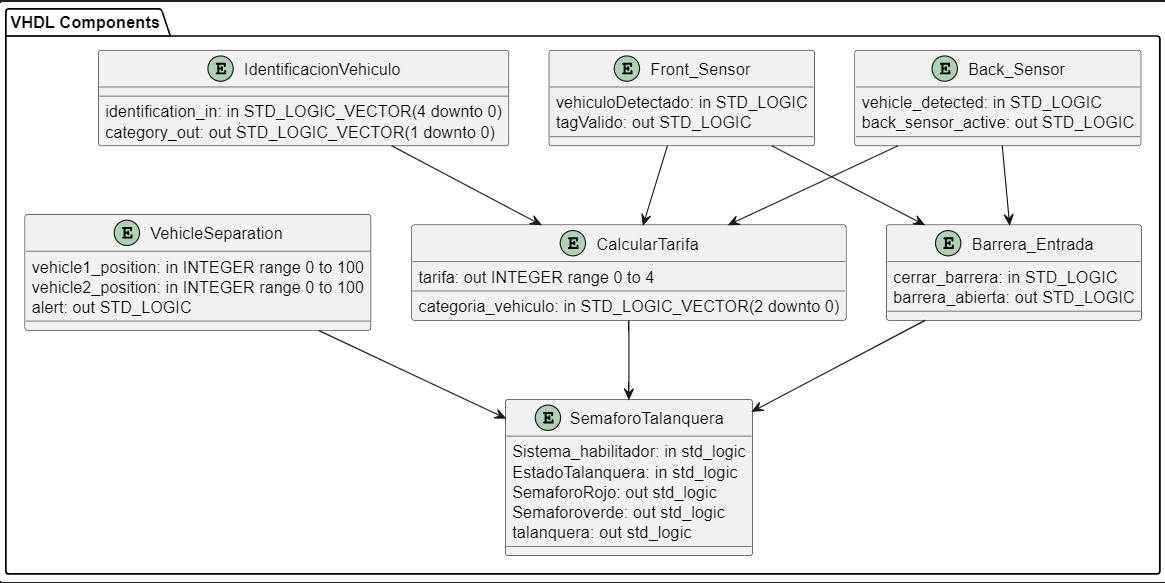 VHDL Components
E IdentificacionVehiculo
identification_in: in STD_LOGIC_VECTOR(4 downto 0)
category_out: out STD_LOGIC_VECTOR(1 downto 0)
E Front_Sensor
vehiculoDetectado: in STD_LOGIC
tagValido: out STD_LOGIC
E Back_Sensor
vehicle_detected: in STD_LOGIC
back_sensor_active: out STD_LOGIC
E VehicleSeparation
vehicle1_position: in INTEGER range 0 to 100
vehicle2_position: in INTEGER range 0 to 100
alert: out STD_LOGIC
E CalcularTarifa
tarifa: out INTEGER range 0 to 4
categoria_vehiculo: in STD_LOGIC_VECTOR(2 downto 0)
E Barrera_Entrada
cerrar_barrera: in STD_LOGIC
barrera_abierta: out STD_LOGIC
E SemaforoTalanquera
Sistema_habilitador: in std_logic
EstadoTalanquera: in std_logic
SemaforoRojo: out std_logic
Semaforoverde: out std_logic
talanquera: out std_logic